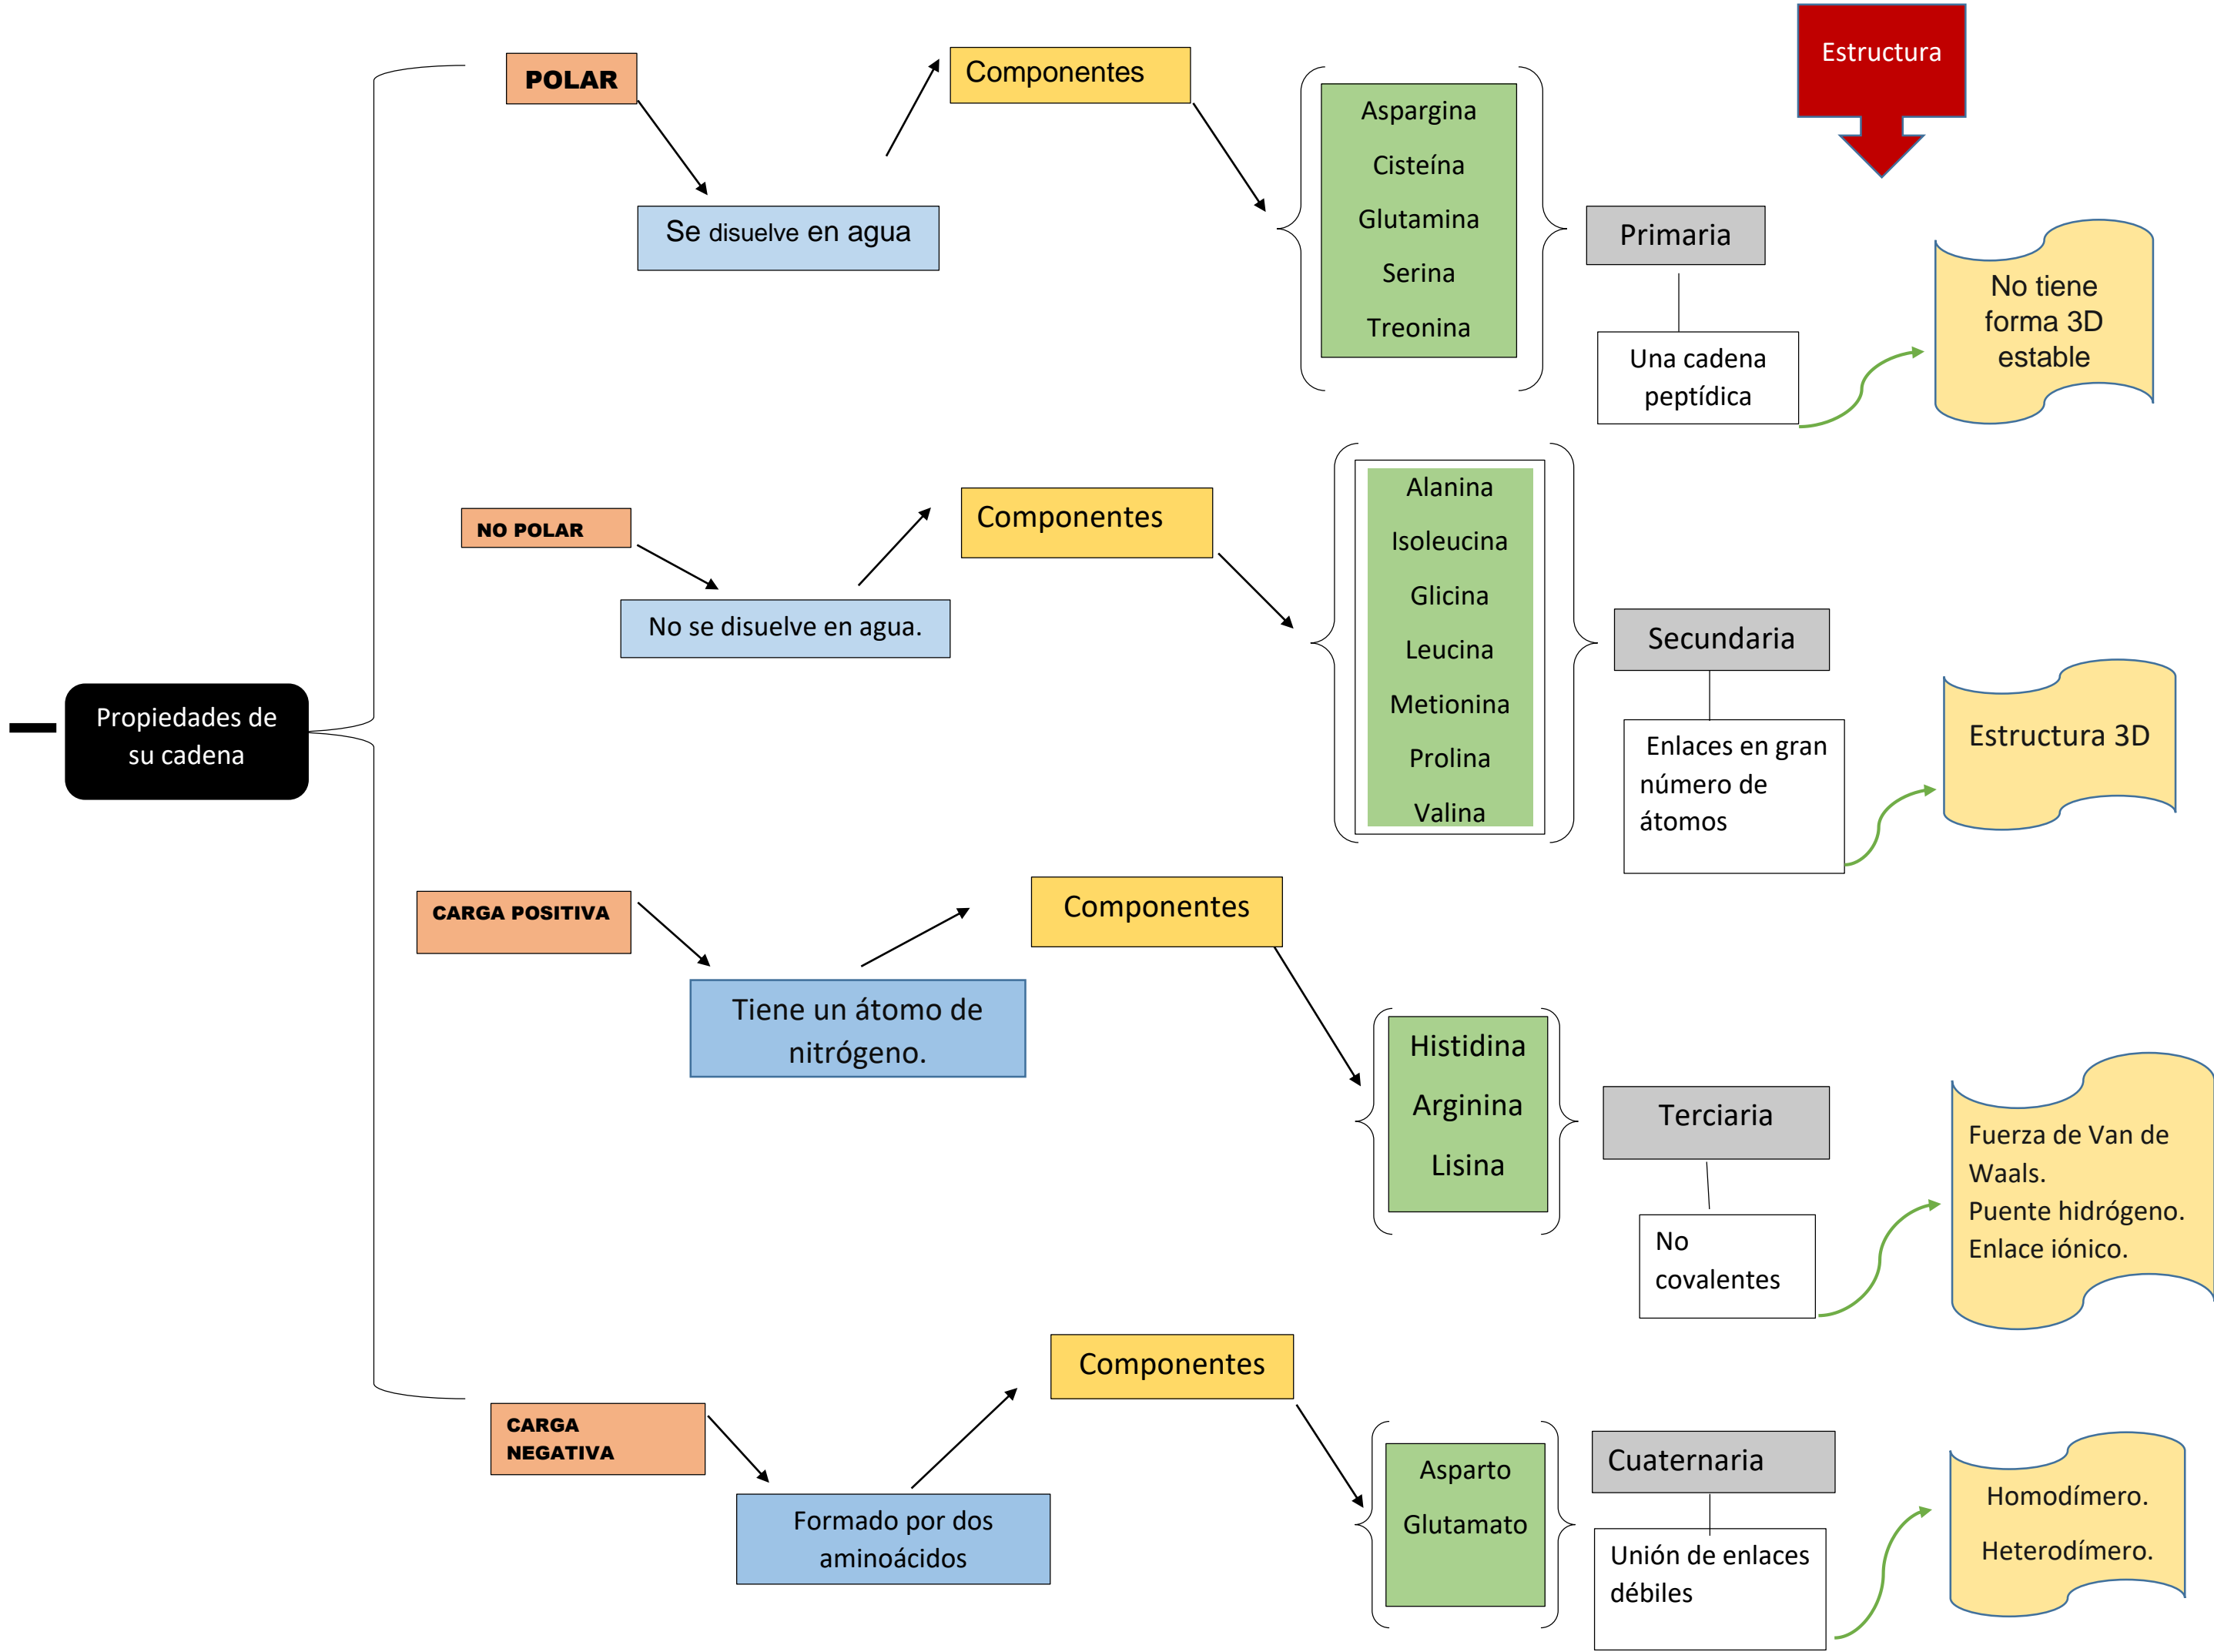 Estructura
POLAR
Componentes
Se disuelve en agua
Aspargina
Cisteína
Glutamina
Serina
Treonina
Primaria
Una cadena
peptídica
No tiene
forma 3D
estable
NO POLAR
Componentes
No se disuelve en agua.
Alanina
Isoleucina
Glicina
Leucina
Metionina
Prolina
Valina
Secundaria
Enlaces en gran
número de
átomos
Estructura 3D
Propiedades de
su cadena
CARGA POSITIVA
Componentes
Tiene un átomo de
nitrógeno.
Histidina
Arginina
Lisina
Terciaria
No
covalentes
Fuerza de Van de
Waals.
Puente hidrógeno.
Enlace iónico.
CARGA
NEGATIVA
Componentes
Formado por dos
aminoácidos
Asparto
Glutamato
Cuaternaria
Unión de enlaces
débiles
Homodímero.
Heterodímero.